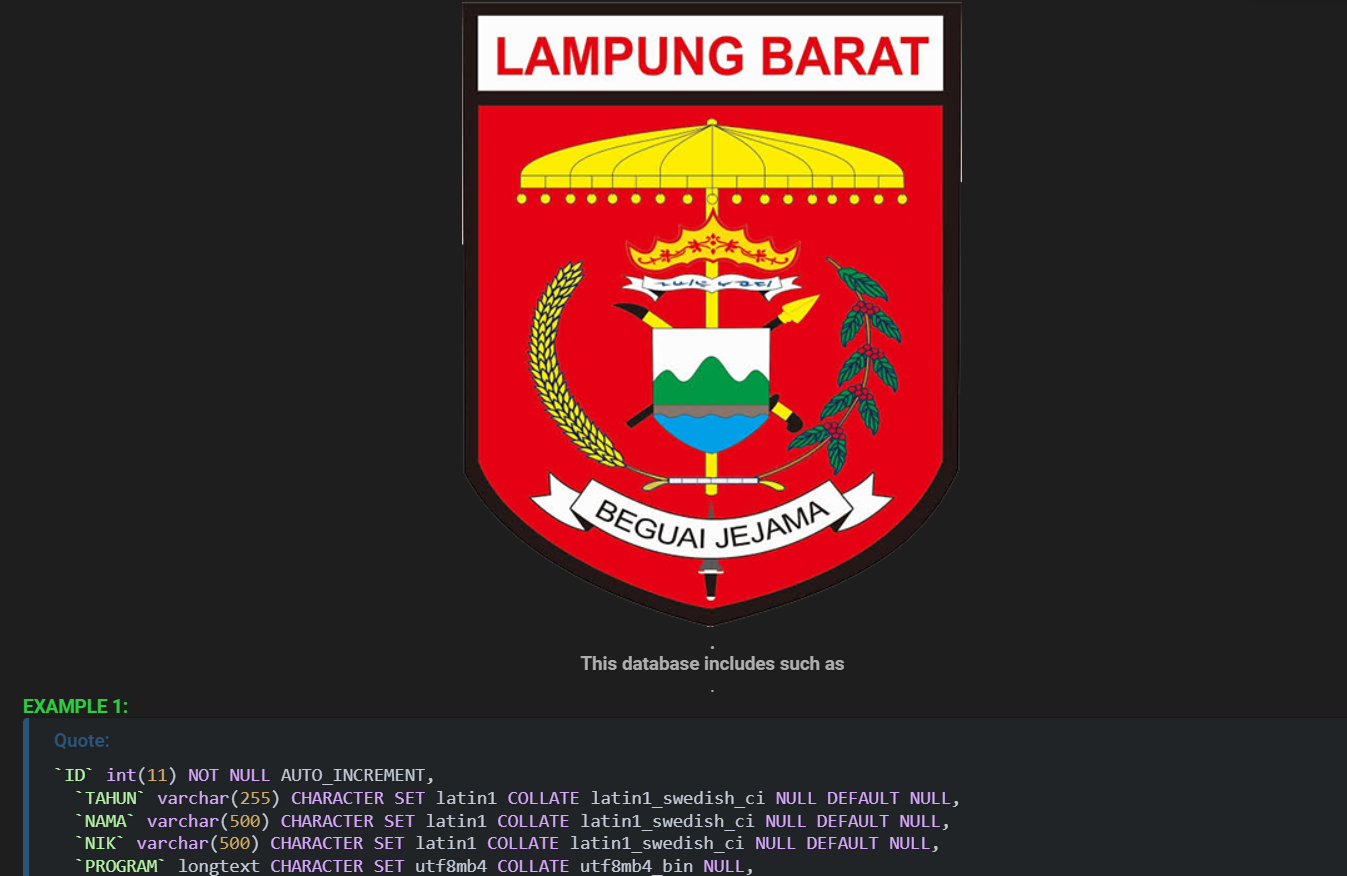 LAMPUNG BARAT
BEGUAI JEJAMA
.
This database includes such as
.
EXAMPLE 1:
Quote:
`ID` int(11) NOT NULL AUTO_INCREMENT,
`TAHUN` varchar(255) CHARACTER SET latin1 COLLATE latin1_swedish_ci NULL DEFAULT NULL,
`NAMA` varchar(500) CHARACTER SET latin1 COLLATE latin1_swedish_ci NULL DEFAULT NULL,
`NIK` varchar(500) CHARACTER SET latin1 COLLATE latin1_swedish_ci NULL DEFAULT NULL,
`PROGRAM` longtext CHARACTER SET utf8mb4 COLLATE utf8mb4_bin NULL,